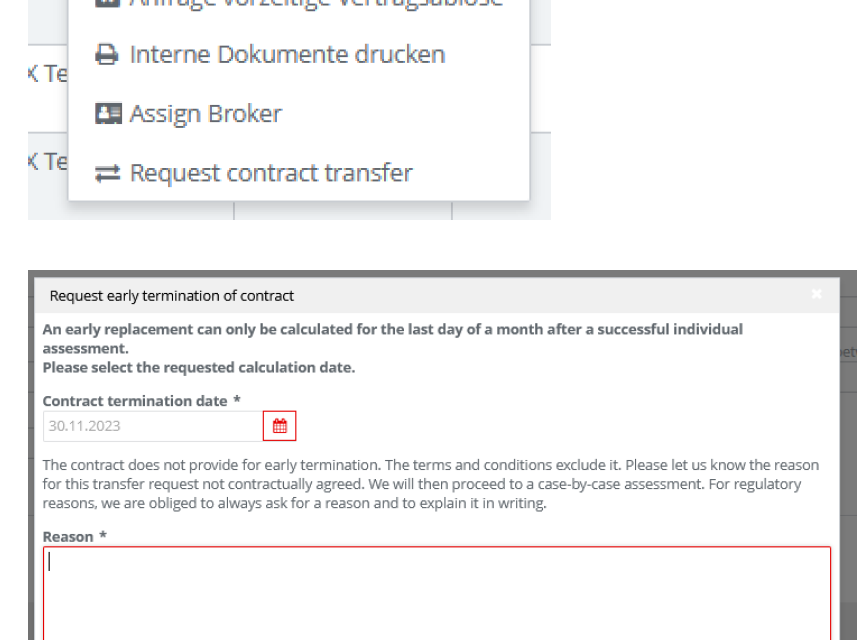 Anfrage vorzeitige Vertragsablöse
Interne Dokumente drucken
X Te
Assign Broker
X Te
Request contract transfer
Request early termination of contract
An early replacement can only be calculated for the last day of a month after a successful individual
assessment.
Please select the requested calculation date.
Contract termination date *
30.11.2023
The contract does not provide for early termination. The terms and conditions exclude it. Please let us know the reason
for this transfer request not contractually agreed. We will then proceed to a case-by-case assessment. For regulatory
reasons, we are obliged to always ask for a reason and to explain it in writing.
Reason *